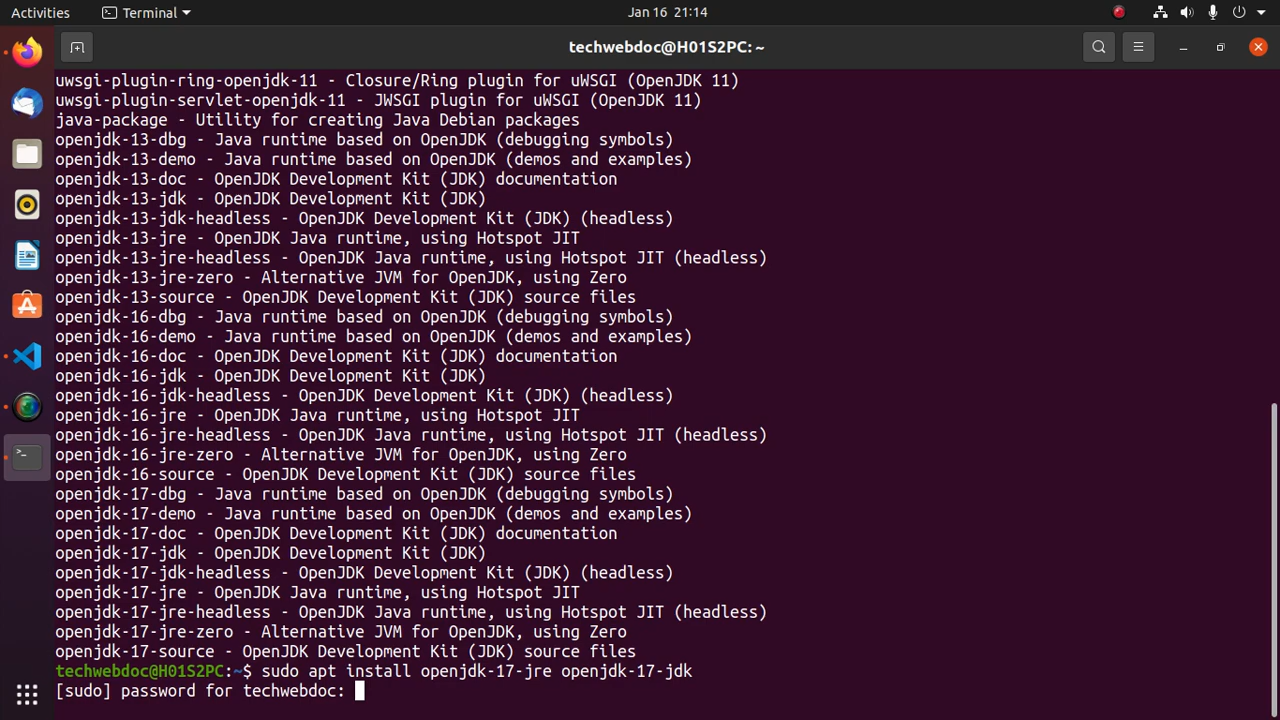 Activities
Terminal
Jan 16 21:14
techwebdoc@H01S2PC: ~
uwsgi-plugin-ring-openjdk-11 - Closure/Ring plugin for uWSGI (OpenJDK 11)
uwsgi-plugin-servlet-openjdk-11 - JWSGI plugin for uWSGI (OpenJDK 11)
java-package - Utility for creating Java Debian packages
openjdk-13-dbg - Java runtime based on OpenJDK (debugging symbols)
openjdk-13-demo - Java runtime based on OpenJDK (demos and examples)
openjdk-13-doc - OpenJDK Development Kit (JDK) documentation
openjdk-13-jdk - OpenJDK Development Kit (JDK)
openjdk-13-jdk-headless - OpenJDK Development Kit (JDK) (headless)
openjdk-13-jre - OpenJDK Java runtime, using Hotspot JIT
openjdk-13-jre-headless - OpenJDK Java runtime, using Hotspot JIT (headless)
openjdk-13-jre-zero - Alternative JVM for OpenJDK, using Zero
openjdk-13-source - OpenJDK Development Kit (JDK) source files
openjdk-16-dbg - Java runtime based on OpenJDK (debugging symbols)
openjdk-16-demo - Java runtime based on OpenJDK (demos and examples)
openjdk-16-doc - OpenJDK Development Kit (JDK) documentation
openjdk-16-jdk - OpenJDK Development Kit (JDK)
openjdk-16-jdk-headless - OpenJDK Development Kit (JDK) (headless)
openjdk-16-jre - OpenJDK Java runtime, using Hotspot JIT
openjdk-16-jre-headless - OpenJDK Java runtime, using Hotspot JIT (headless)
openjdk-16-jre-zero - Alternative JVM for OpenJDK, using Zero
openjdk-16-source - OpenJDK Development Kit (JDK) source files
openjdk-17-dbg - Java runtime based on OpenJDK (debugging symbols)
openjdk-17-demo - Java runtime based on OpenJDK (demos and examples)
openjdk-17-doc - OpenJDK Development Kit (JDK) documentation
openjdk-17-jdk - OpenJDK Development Kit (JDK)
openjdk-17-jdk-headless - OpenJDK Development Kit (JDK) (headless)
openjdk-17-jre - OpenJDK Java runtime, using Hotspot JIT
openjdk-17-jre-headless - OpenJDK Java runtime, using Hotspot JIT (headless)
openjdk-17-jre-zero - Alternative JVM for OpenJDK, using Zero
openjdk-17-source - OpenJDK Development Kit (JDK) source files
techwebdoc@H01S2PC:~$ sudo apt install openjdk-17-jre openjdk-17-jdk
[sudo] password for techwebdoc: